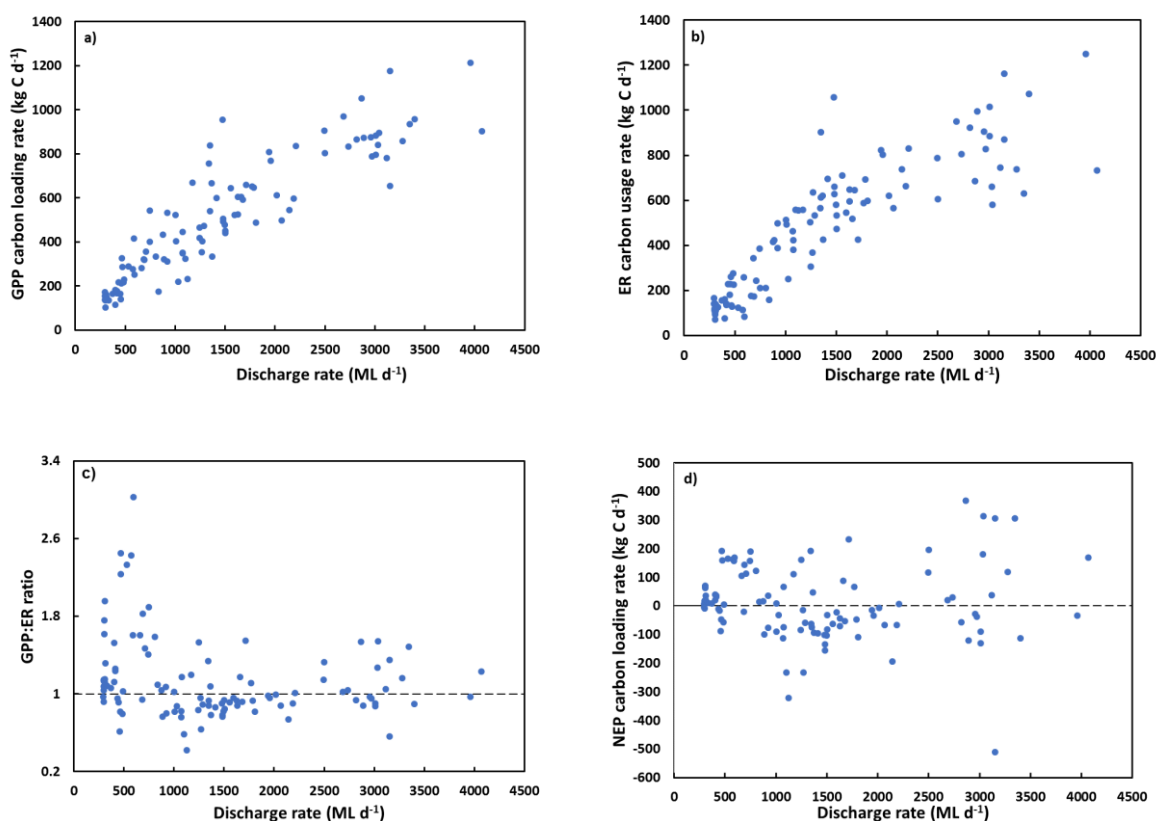 a)
GPP carbon loading rate (kg C d⁻¹)
1400
1200
1000
800
600
400
200
0
0 500 1000 1500 2000 2500 3000 3500 4000 4500
Discharge rate (ML d⁻¹)
b)
ER carbon usage rate (kg C d⁻¹)
1400
1200
1000
800
600
400
200
0
0 500 1000 1500 2000 2500 3000 3500 4000 4500
Discharge rate (ML d⁻¹)
c)
GPP:ER ratio
3.4
2.6
1.8
1
0.2
0 500 1000 1500 2000 2500 3000 3500 4000 4500
Discharge rate (ML d⁻¹)
d)
NEP carbon loading rate (kg C d⁻¹)
500
400
300
200
100
0
-100
-200
-300
-400
-500
-600
0 500 1000 1500 2000 2500 3000 3500 4000 4500
Discharge rate (ML d⁻¹)